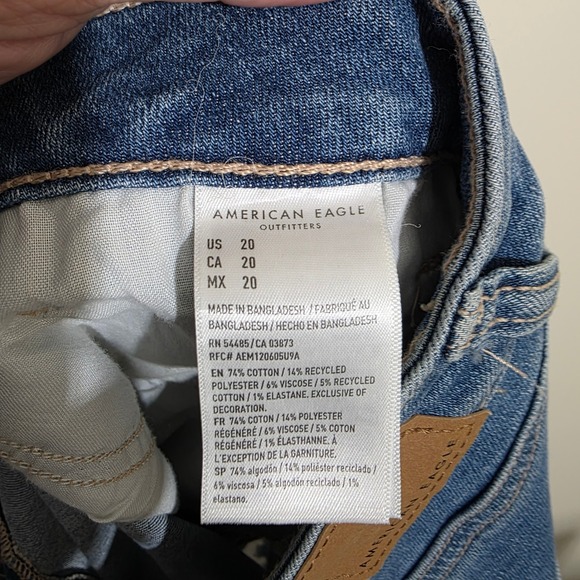 AMERICAN EAGLE
OUTFITTERS
US 20
CA 20
MX 20
MADE IN BANGLADESH / FABRIQUÉ AU
BANGLADESH / HECHO EN BANGLADESH
RN 54485 / CA 03873
RFC# AEM120605U9A
EN 74% COTTON / 14% RECYCLED
POLYESTER / 6% VISCOSE / 5% RECYCLED
COTTON / 1% ELASTANE. EXCLUSIVE OF
DECORATION.
FR 74% COTON / 14% POLYESTER
RÉGÉNÉRÉ / 6% VISCOSE / 5% COTON
RÉGÉNÉRÉ / 1% ÉLASTHANNE. À
L'EXCEPTION DE LA GARNITURE.
SP 74% algodón / 14% poliéster reciclado /
6% viscosa / 5% algodón reciclado / 1%
elastano.
AMERICAN EAGLE